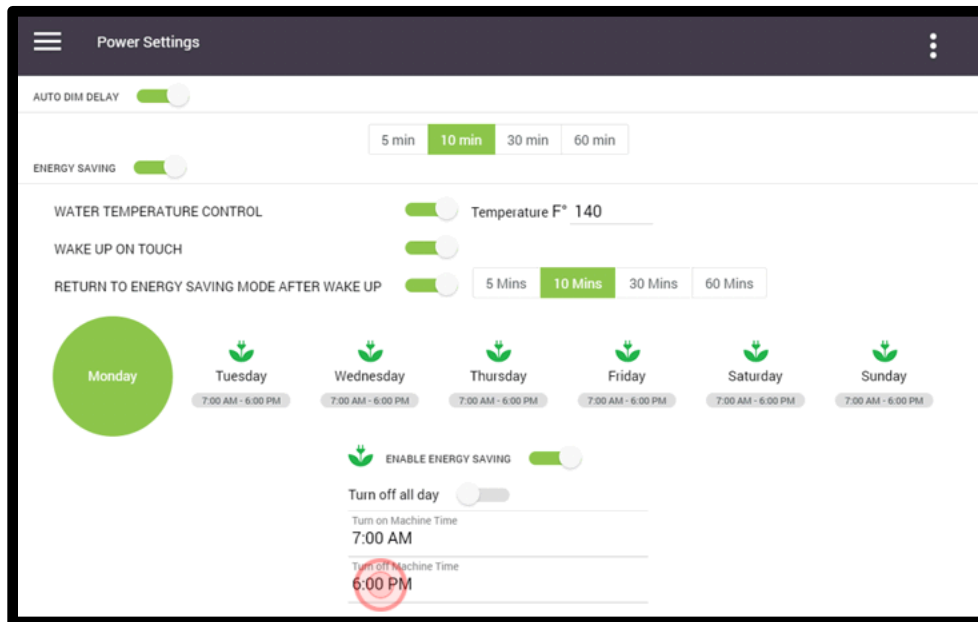 Power Settings
AUTO DIM DELAY
5 min 10 min 30 min 60 min
ENERGY SAVING
WATER TEMPERATURE CONTROL Temperature F° 140
WAKE UP ON TOUCH
RETURN TO ENERGY SAVING MODE AFTER WAKE UP 5 Mins 10 Mins 30 Mins 60 Mins
Monday Tuesday Wednesday Thursday Friday Saturday Sunday
7:00 AM - 6:00 PM 7:00 AM - 6:00 PM 7:00 AM - 6:00 PM 7:00 AM - 6:00 PM 7:00 AM - 6:00 PM 7:00 AM - 6:00 PM
ENABLE ENERGY SAVING
Turn off all day
Turn on Machine Time
7:00 AM
Turn off Machine Time
6:00 PM